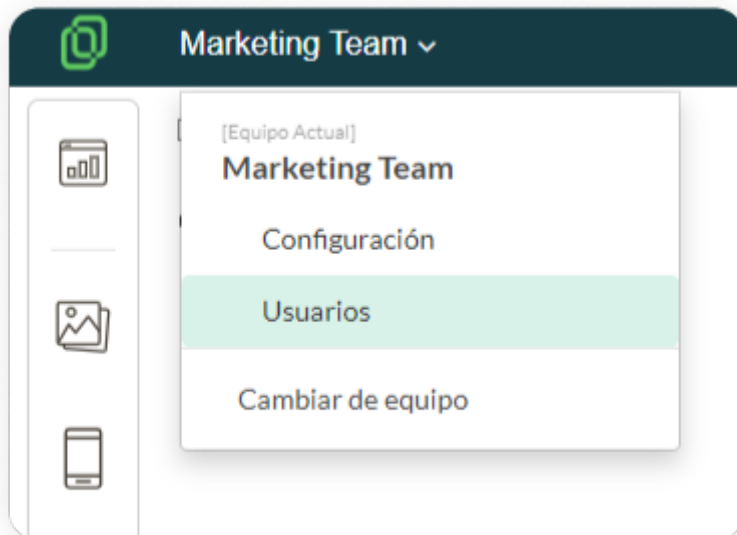 Marketing Team
[Equipo Actual]
Marketing Team
Configuración
Usuarios
Cambiar de equipo